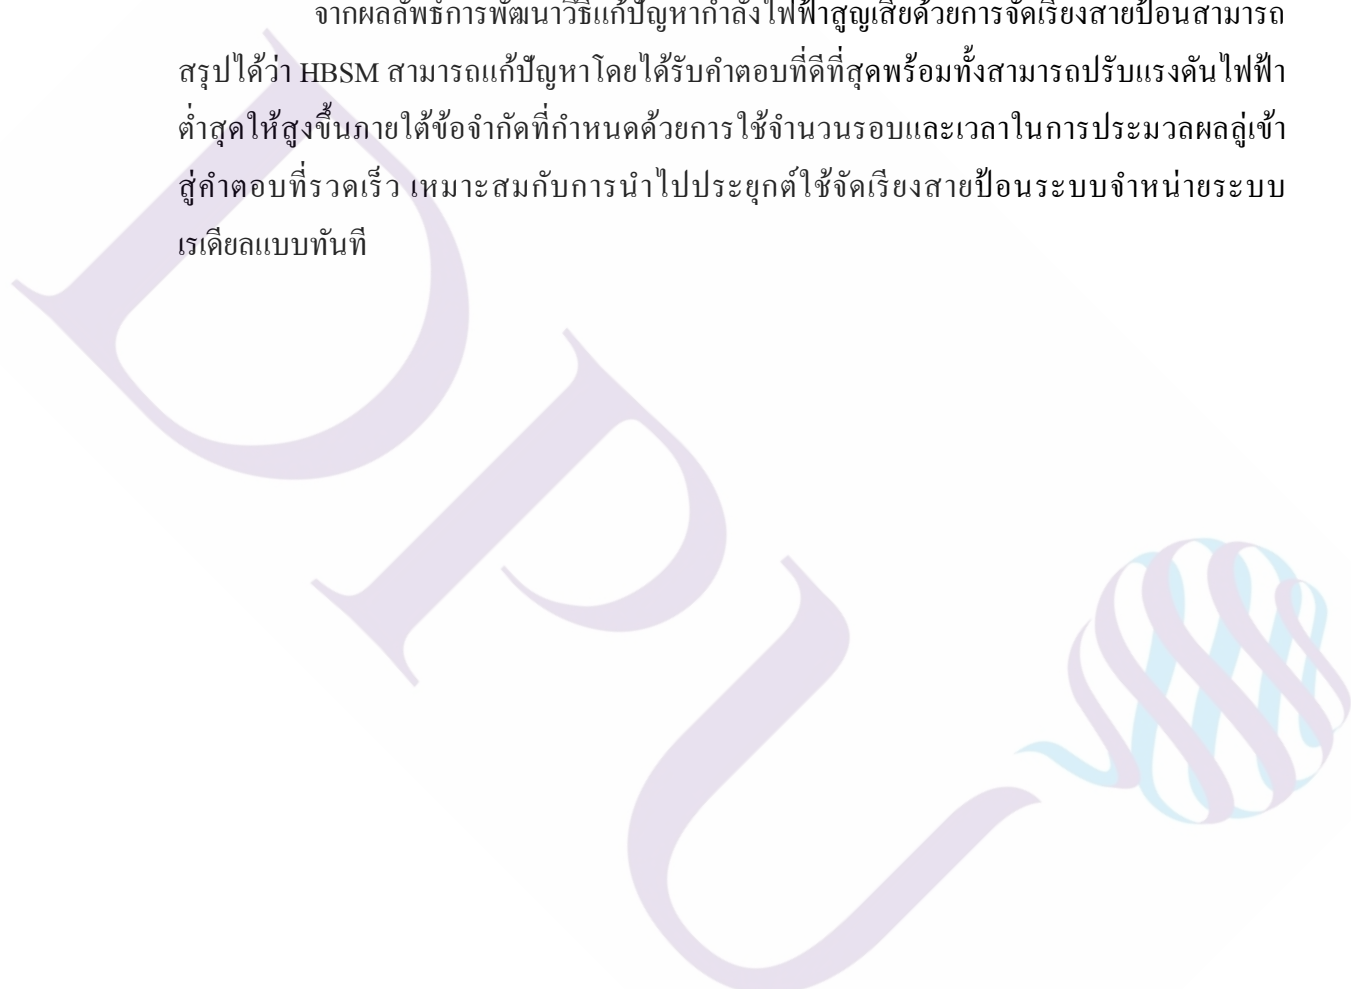 จากผลลัพธ์การพัฒนาวิธีแก้ปัญหากำลังไฟฟ้าสูญเสียด้วยการจัดเรียงสายป้อนสามารถ
สรุปได้ว่า HBSM สามารถแก้ปัญหาโดยได้รับคำตอบที่ดีที่สุดพร้อมทั้งสามารถปรับแรงดันไฟฟ้า
ต่ำสุดให้สูงขึ้นภายใต้ข้อจำกัดที่กำหนดด้วยการใช้จำนวนรอบและเวลาในการประมวลผลลู่เข้า
สู่คำตอบที่รวดเร็ว เหมาะสมกับการนำไปประยุกต์ใช้จัดเรียงสายป้อนระบบจำหน่ายระบบ
เรเดียลแบบทันที
DPU